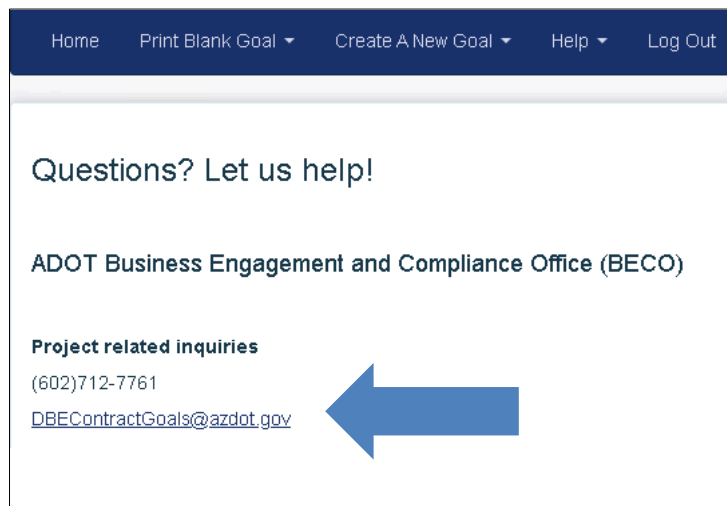 Home Print Blank Goal Create A New Goal Help Log Out
Questions? Let us help!
ADOT Business Engagement and Compliance Office (BECO)
Project related inquiries
(602)712-7761
DBEContractGoals@azdot.gov